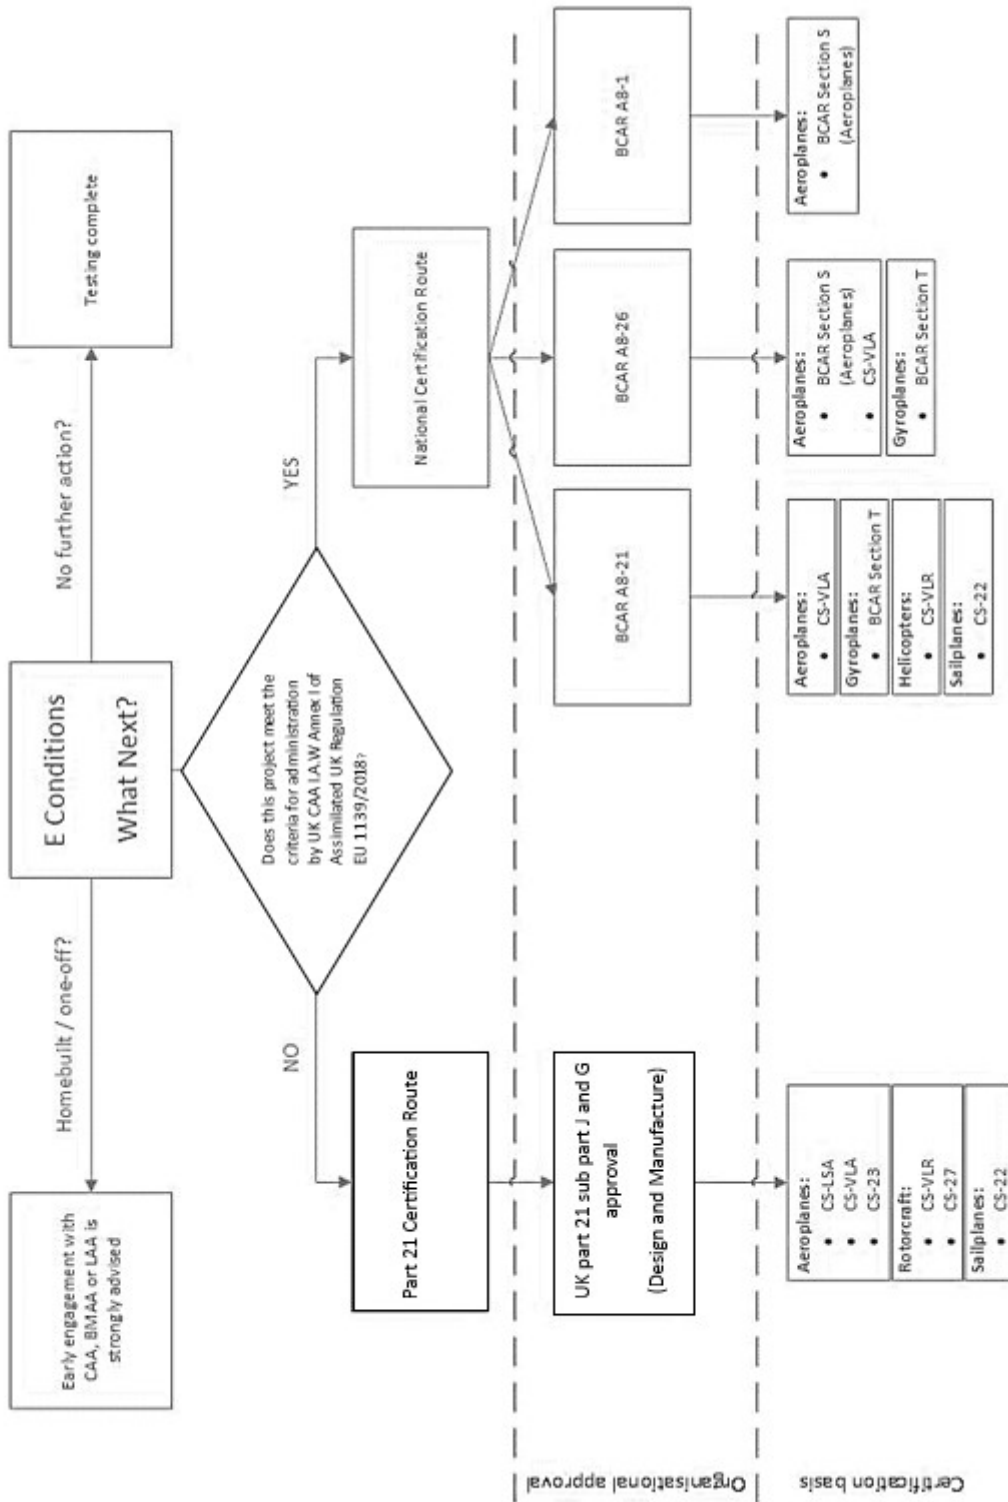 E Conditions
What Next?
Homebuilt / one-off?
Early engagement with
CAA, BMAA or LAA is
strongly advised
No further action?
Testing complete
Does this project meet the
criteria for administration
by UK CAA I.A.W Annex I of
Assimilated UK Regulation
EU 1139/2018?
NO
YES
Part 21 Certification Route
National Certification Route
Organisational approval
UK part 21 sub part J and G
approval
(Design and Manufacture)
BCAR A8-21
BCAR A8-26
BCAR A8-1
Certification basis
Aeroplanes:
• CS-LSA
• CS-VLA
• CS-23
Rotorcraft:
• CS-VLR
• CS-27
Sailplanes:
• CS-22
Aeroplanes:
• CS-VLA
Gyroplanes:
• BCAR Section T
Helicopters:
• CS-VLR
Sailplanes:
• CS-22
Aeroplanes:
• BCAR Section S
(Aeroplanes)
• CS-VLA
Gyroplanes:
• BCAR Section T
Aeroplanes:
• BCAR Section S
(Aeroplanes)